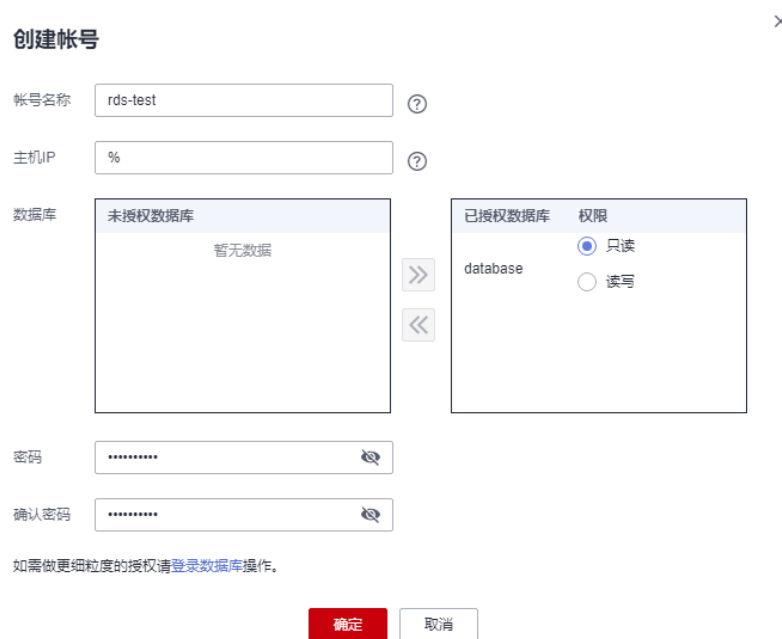 创建帐号
帐号名称 rds-test
主机IP %
数据库 未授权数据库 已授权数据库 权限
暂无数据 只读
database
读写
密码 ••••••••••
确认密码 ••••••••••
如需做更细粒度的授权请登录数据库操作。
确定 取消